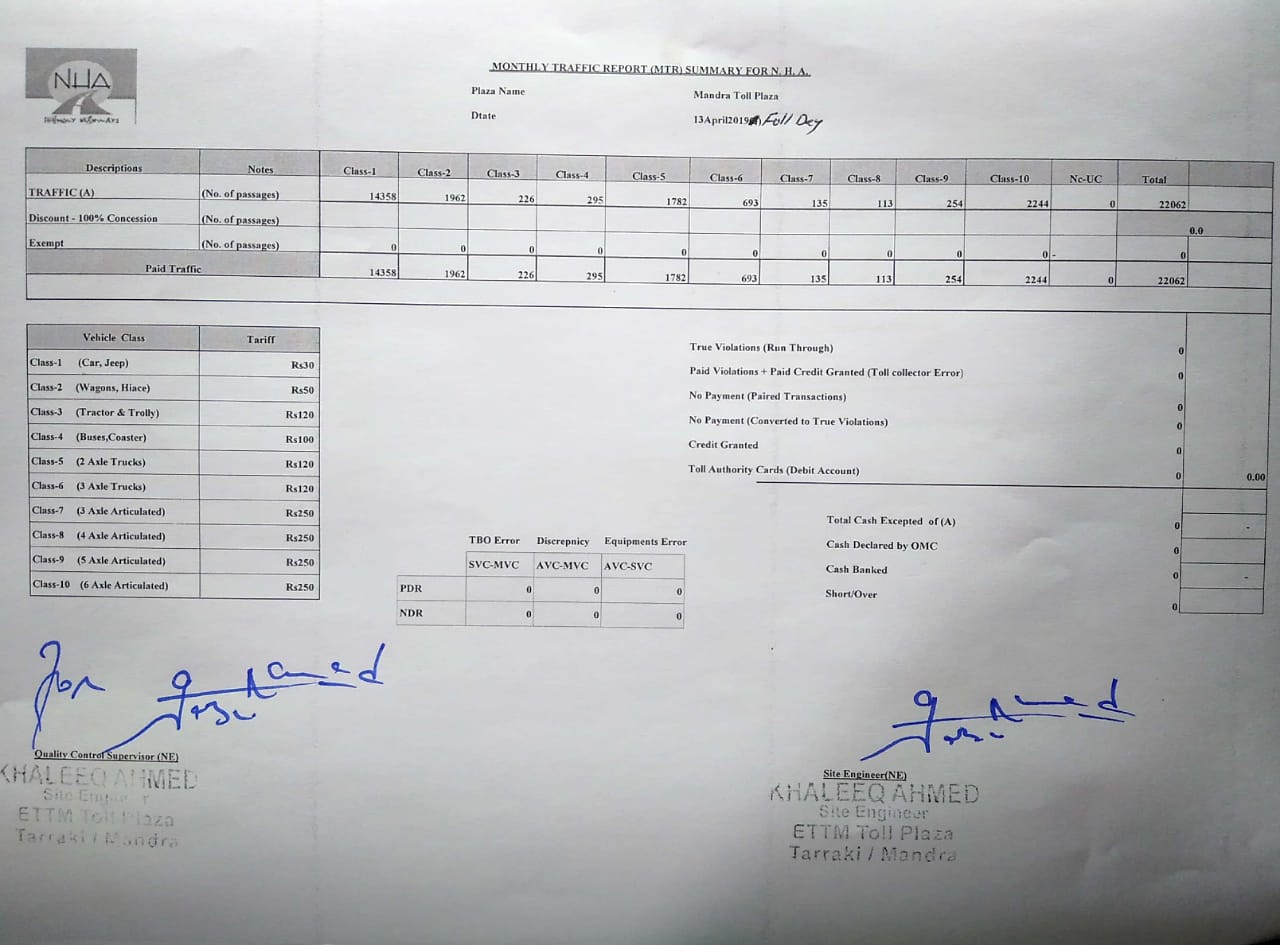 NHA
MONTHLY TRAFFIC REPORT (MTR) SUMMARY FOR N. H. A.
Plaza Name Mandra Toll Plaza
Dtate 13April2019 Full Day
Descriptions Notes Class-1 Class-2 Class-3 Class-4 Class-5 Class-6 Class-7 Class-8 Class-9 Class-10 Nc-UC Total
TRAFFIC (A) (No. of passages) 14358 1962 226 295 1782 693 135 113 254 2244 0 22062
Discount - 100% Concession (No. of passages) 0.0
Exempt (No. of passages) 0 0 0 0 0 0 0 0 0 0 - 0
Paid Traffic 14358 1962 226 295 1782 693 135 113 254 2244 0 22062
Vehicle Class Tariff
Class-1 (Car, Jeep) Rs30
Class-2 (Wagons, Hiace) Rs50
Class-3 (Tractor & Trolly) Rs120
Class-4 (Buses,Coaster) Rs100
Class-5 (2 Axle Trucks) Rs120
Class-6 (3 Axle Trucks) Rs120
Class-7 (3 Axle Articulated) Rs250
Class-8 (4 Axle Articulated) Rs250
Class-9 (5 Axle Articulated) Rs250
Class-10 (6 Axle Articulated) Rs250
True Violations (Run Through) 0
Paid Violations + Paid Credit Granted (Toll collector Error) 0
No Payment (Paired Transactions) 0
No Payment (Converted to True Violations) 0
Credit Granted 0
Toll Authority Cards (Debit Account) 0 0.00
Total Cash Excepted of (A) 0 -
Cash Declared by OMC 0
Cash Banked 0 -
Short/Over 0
TBO Error Discrepnicy Equipments Error
SVC-MVC AVC-MVC AVC-SVC
PDR 0 0 0
NDR 0 0 0
For
Quality Control Supervisor (NE)
KHALEEQ AHMED
Site Engineer
ETTM Toll Plaza
Tarraki / Mandra
Site Engineer(NE)
KHALEEQ AHMED
Site Engineer
ETTM Toll Plaza
Tarraki / Mandra